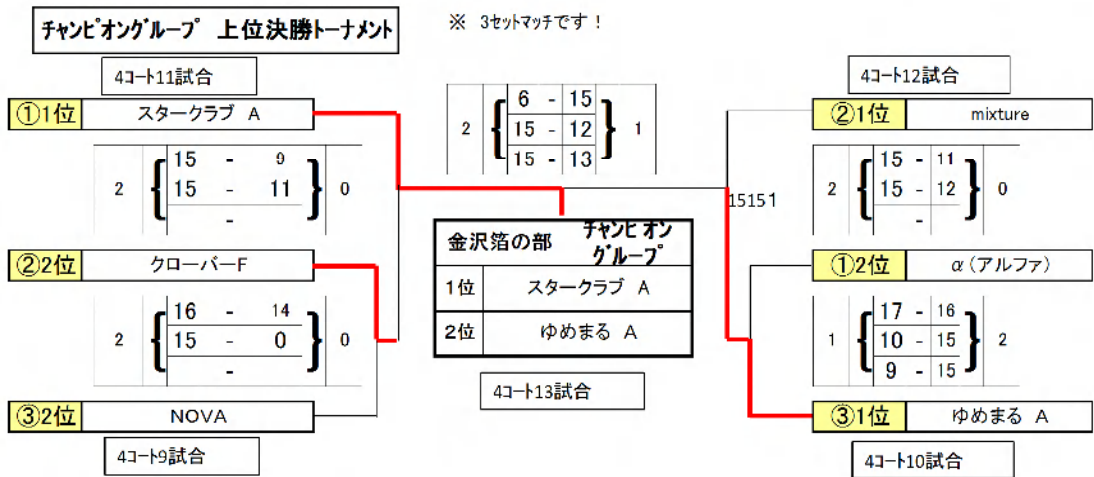 チャンピオングループ 上位決勝トーナメント
※ 3セットマッチです！
4コート11試合
①1位 スタークラブ A
2 { 15 - 9 } 0
15 - 11
-
②2位 クローバーF
2 { 16 - 14 } 0
15 - 0
-
③2位 NOVA
4コート9試合
2 { 6 - 15 } 1
15 - 12
15 - 13
金沢箔の部 チャンピオングループ
1位 スタークラブ A
2位 ゆめまる A
4コート13試合
15151
4コート12試合
②1位 mixture
2 { 15 - 11 } 0
15 - 12
-
①2位 α（アルファ）
1 { 17 - 16 } 2
10 - 15
9 - 15
③1位 ゆめまる A
4コート10試合